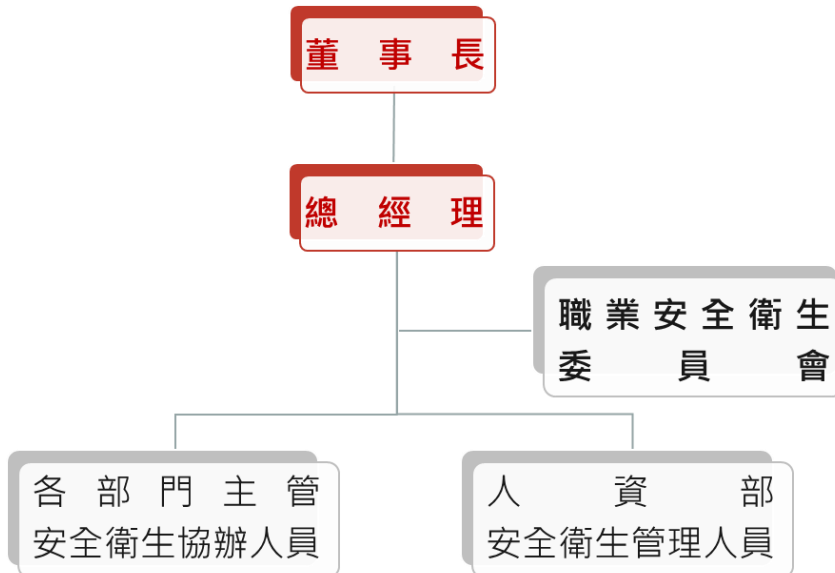 董事長
總經理
職業安全衛生
委員會
各部門主管
安全衛生協辦人員
人資部
安全衛生管理人員